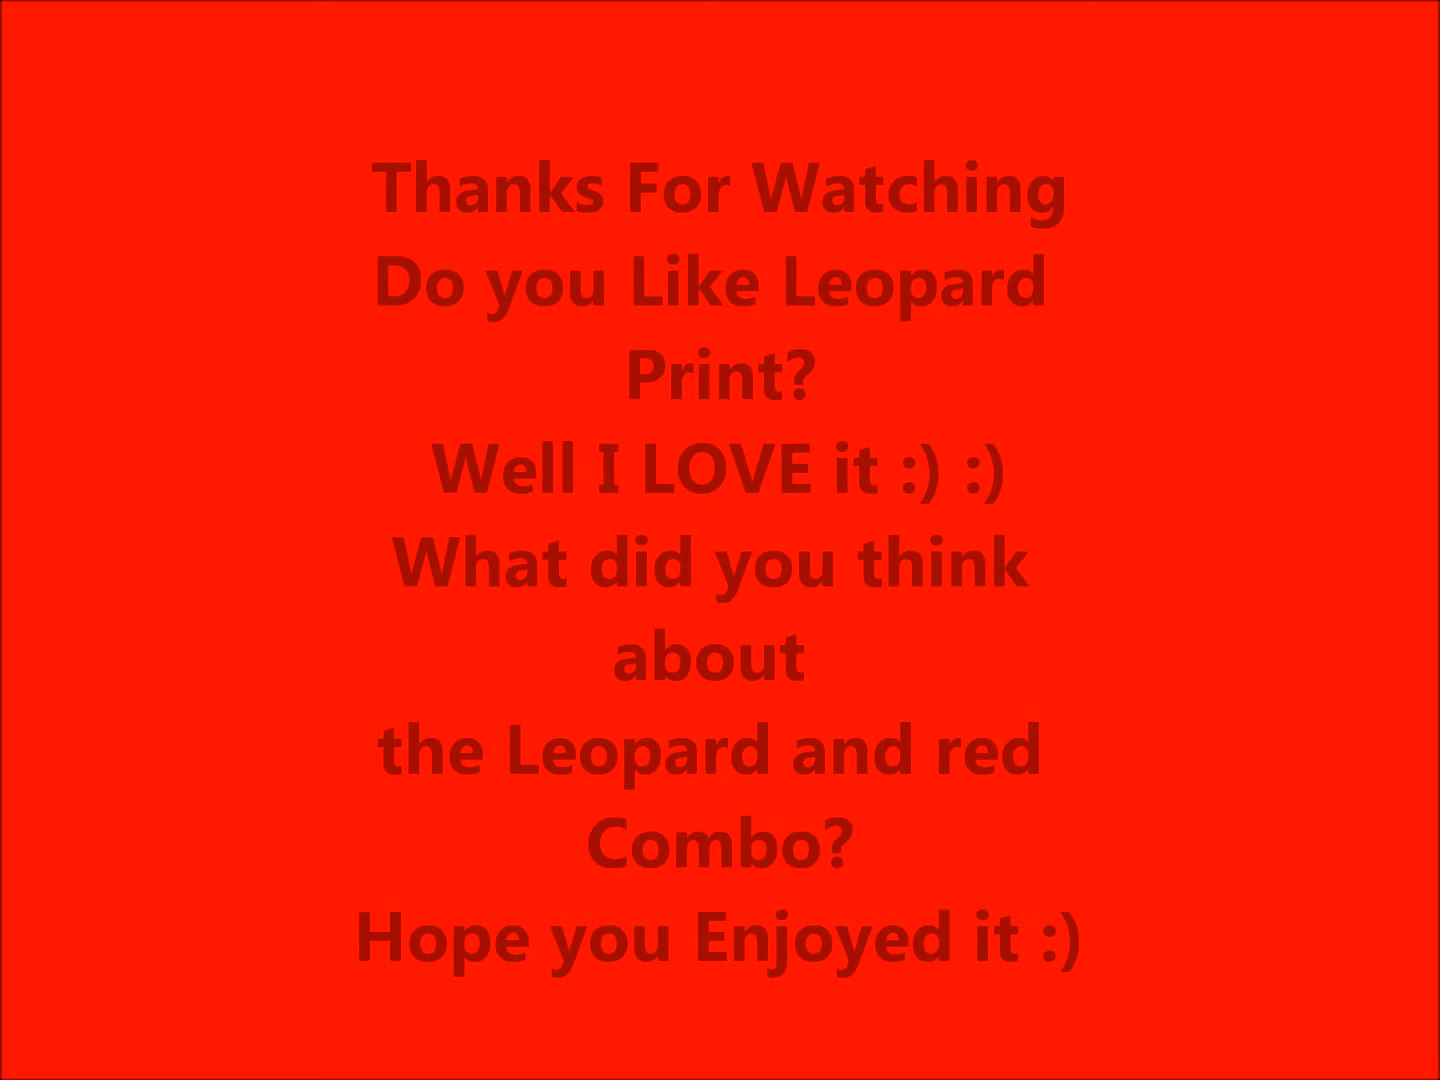 Thanks For Watching
Do you Like Leopard
Print?
Well I LOVE it :) :)
What did you think
about
the Leopard and red
Combo?
Hope you Enjoyed it :)